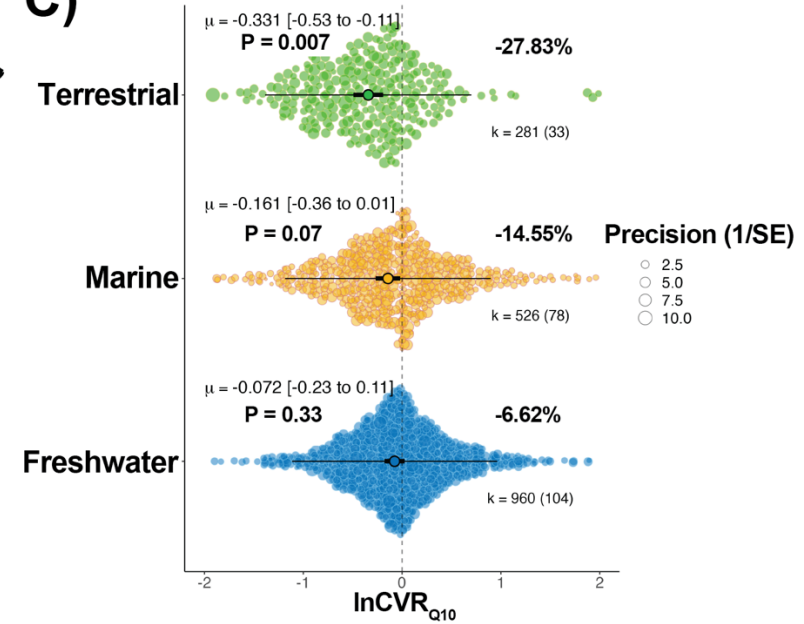 C)
μ = -0.331 [-0.53 to -0.11]
P = 0.007
-27.83%
Terrestrial
k = 281 (33)
μ = -0.161 [-0.36 to 0.01]
P = 0.07
-14.55%
Marine
k = 526 (78)
Precision (1/SE)
2.5
5.0
7.5
10.0
μ = -0.072 [-0.23 to 0.11]
P = 0.33
-6.62%
Freshwater
k = 960 (104)
-2 -1 0 1 2
lnCVR Q10